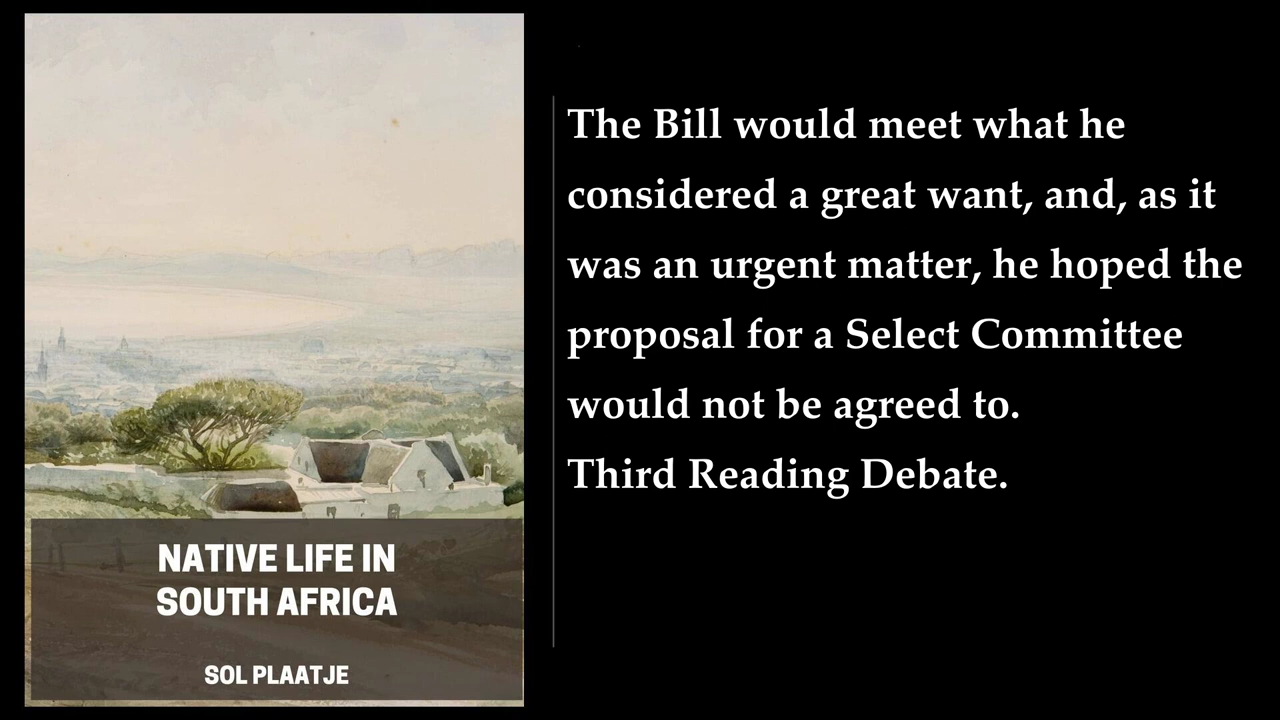 NATIVE LIFE IN
SOUTH AFRICA
SOL PLAATJE
The Bill would meet what he
considered a great want, and, as it
was an urgent matter, he hoped the
proposal for a Select Committee
would not be agreed to.
Third Reading Debate.